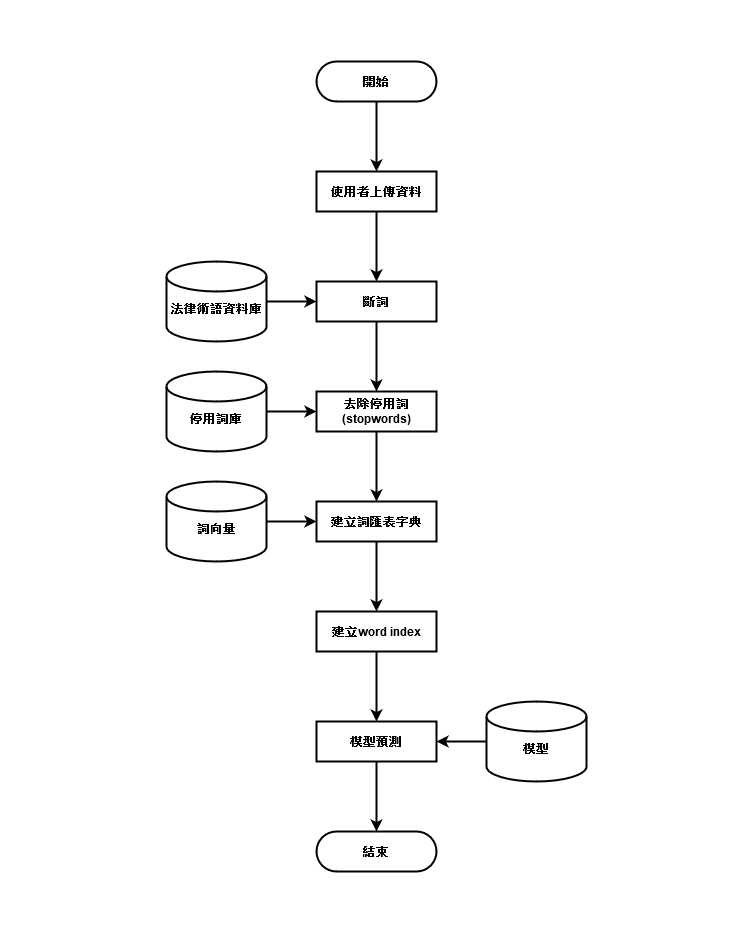 開始
使用者上傳資料
法律術語資料庫
斷詞
停用詞庫
去除停用詞
(stopwords)
詞向量
建立詞匯表字典
建立word index
模型預測
模型
結束